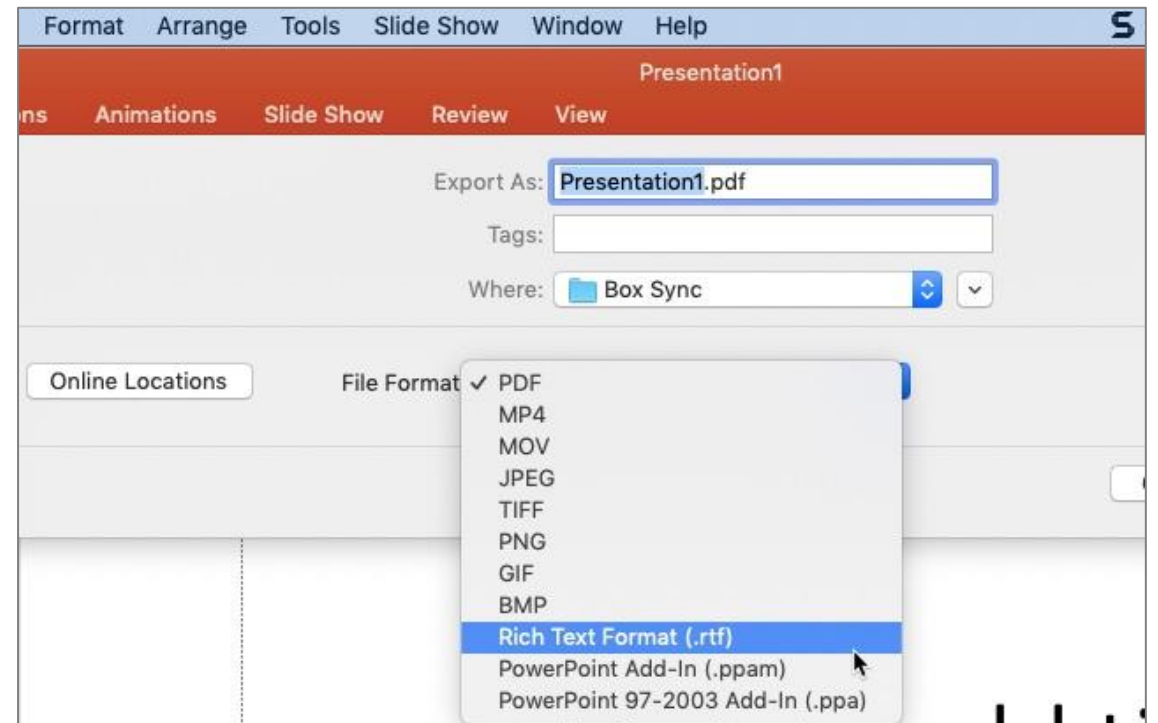 Format Arrange Tools Slide Show Window Help
Presentation1
Animations Slide Show Review View
Export As: Presentation1.pdf
Tags:
Where: Box Sync
Online Locations File Format ✓ PDF
MP4
MOV
JPEG
TIFF
PNG
GIF
BMP
Rich Text Format (.rtf)
PowerPoint Add-In (.ppam)
PowerPoint 97-2003 Add-In (.ppa)